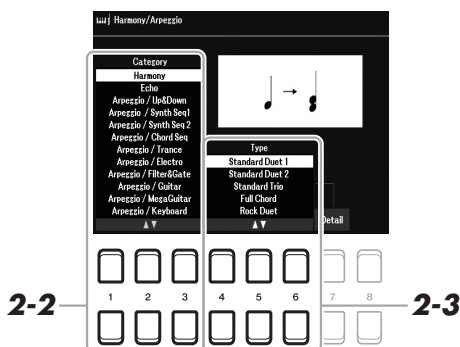 Harmony/Arpeggio
Category
Harmony
Echo
Arpeggio / Up&Down
Arpeggio / Synth Seq1
Arpeggio / Synth Seq 2
Arpeggio / Chord Seq
Arpeggio / Trance
Arpeggio / Electro
Arpeggio / Filter&Gate
Arpeggio / Guitar
Arpeggio / MegaGuitar
Arpeggio / Keyboard
Type
Standard Duet 1
Standard Duet 2
Standard Trio
Full Chord
Rock Duet
Detail
1 2 3 4 5 6 7 8
2-2
2-3